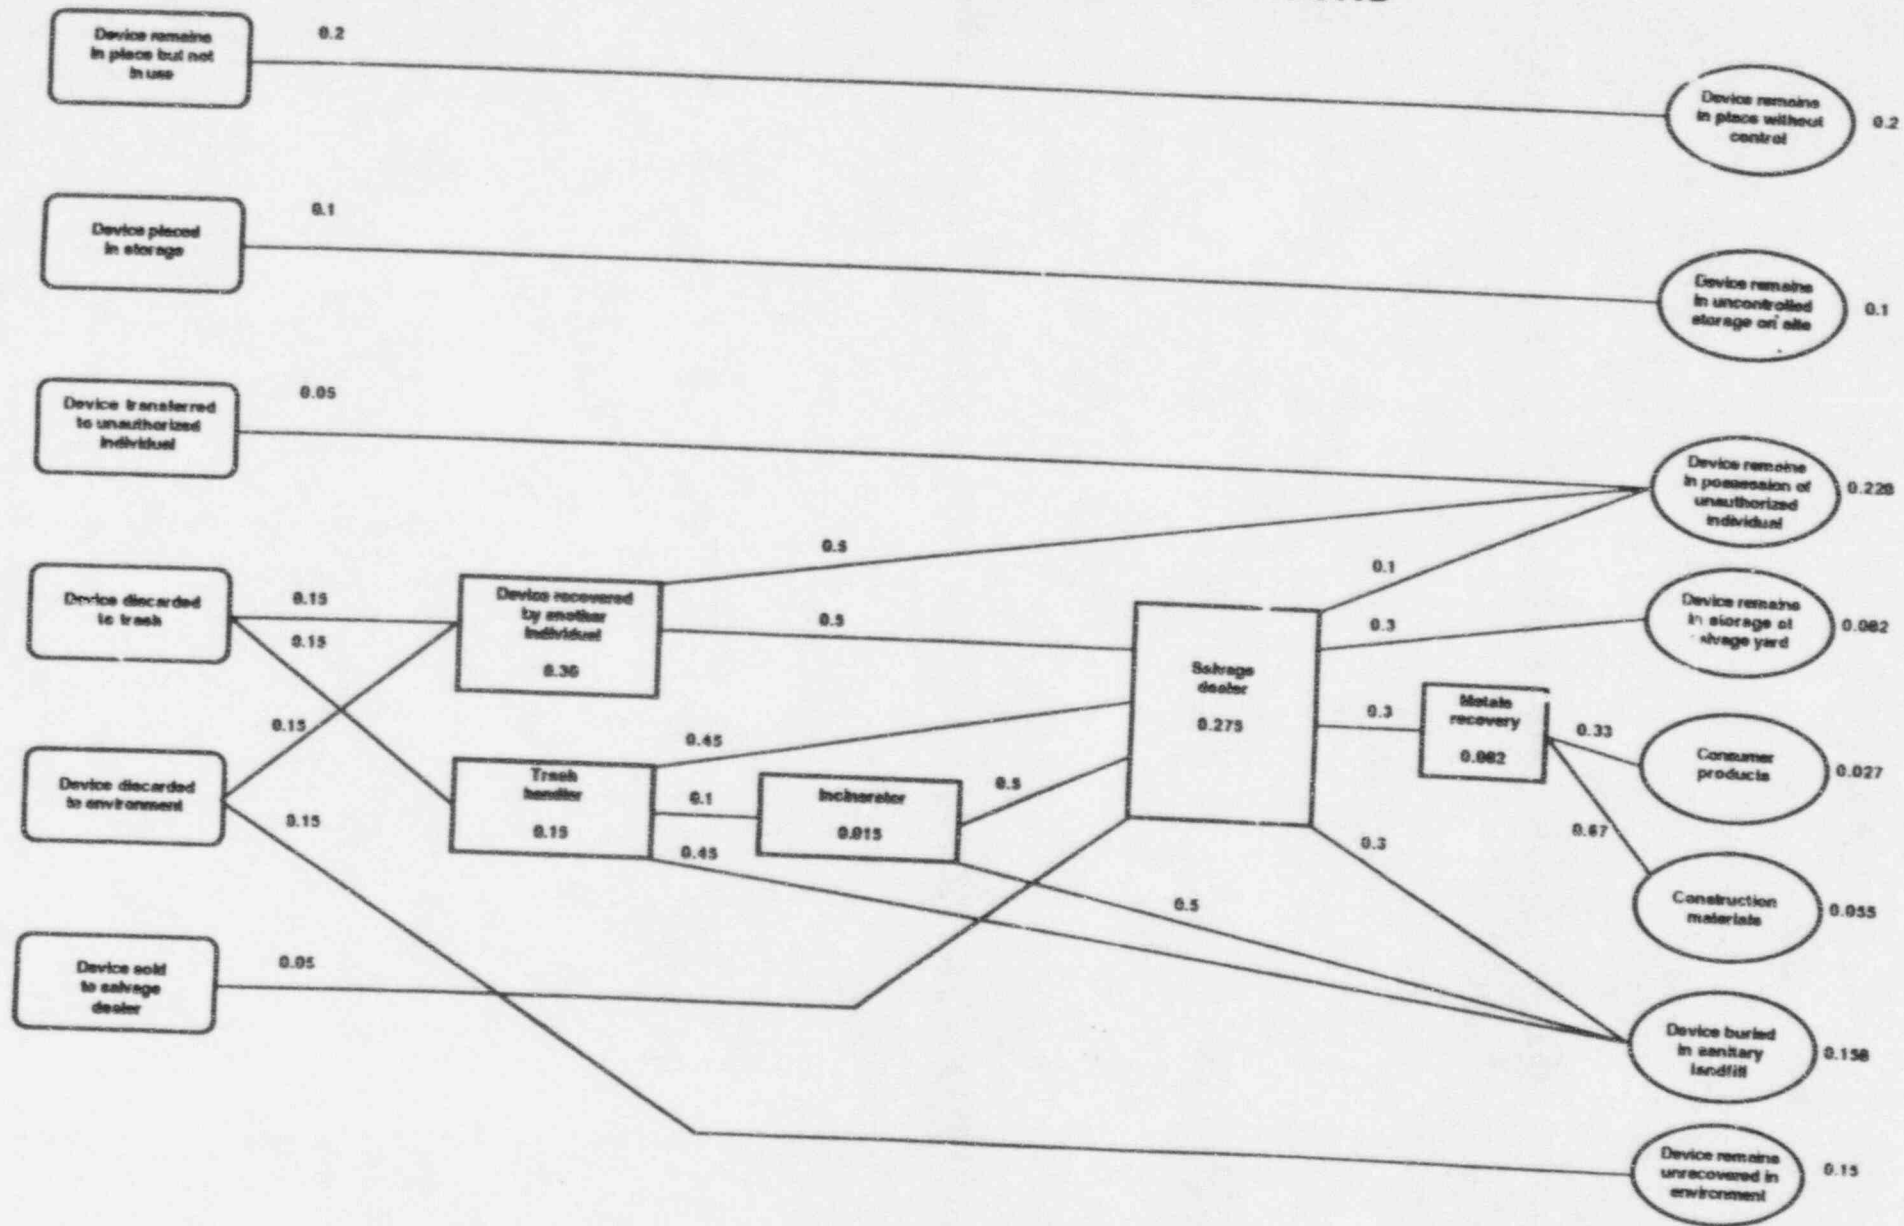 Device remains
in place but not
in use
0.2
Device remains
in place without
control
0.2
Device placed
in storage
0.1
Device remains
in uncontrolled
storage on site
0.1
Device transferred
to unauthorized
individual
0.05
Device remains
in possession of
unauthorized
individual
0.228
Device discarded
to trash
0.15
0.15
Device recovered
by another
individual
0.30
0.5
0.5
Salvage
dealer
0.275
0.1
0.3
Device remains
in storage at
salvage yard
0.082
0.3
Metals
recovery
0.082
0.33
0.67
Consumer
products
0.027
Construction
materials
0.055
Device discarded
to environment
0.15
0.15
Trash
handler
0.15
0.45
0.1
0.45
Incinerator
0.015
0.5
0.5
0.3
Device sold
to salvage
dealer
0.05
Device buried
in sanitary
landfill
0.158
Device remains
unrecovered in
environment
0.15